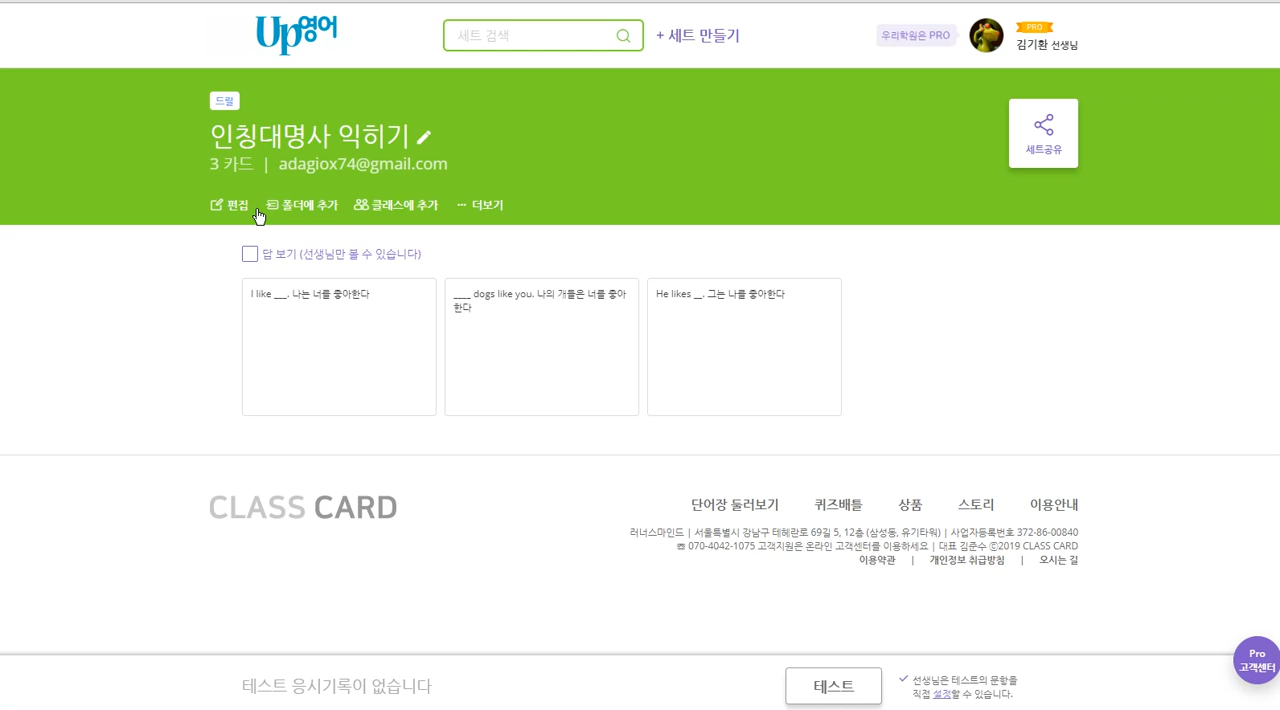 Up영어
세트 검색
+ 세트 만들기
우리학원은 PRO
PRO
김기환 선생님
드릴
인칭대명사 익히기
3 카드 | adagiox74@gmail.com
세트공유
편집
폴더에 추가
클래스에 추가
··· 더보기
답 보기 (선생님만 볼 수 있습니다)
I like ___. 나는 너를 좋아한다
____ dogs like you. 나의 개들은 너를 좋아
한다
He likes __. 그는 나를 좋아한다
CLASS CARD
단어장 둘러보기
퀴즈배틀
상품
스토리
이용안내
러너스마인드 | 서울특별시 강남구 테헤란로 69길 5, 12층 (삼성동, 유기타워) | 사업자등록번호 372-86-00840
☎ 070-4042-1075 고객지원은 온라인 고객센터를 이용하세요 | 대표 김준수 ⓒ2019 CLASS CARD
이용약관 | 개인정보 취급방침 | 오시는 길
Pro
고객센터
테스트 응시기록이 없습니다
테스트
선생님은 테스트의 문항을
직접 설정할 수 있습니다.